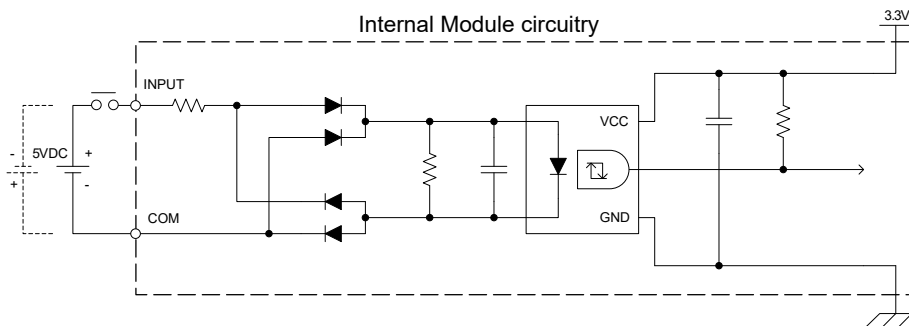 Internal Module circuitry
3.3V
INPUT
5VDC
+
-
-
+
VCC
COM
GND